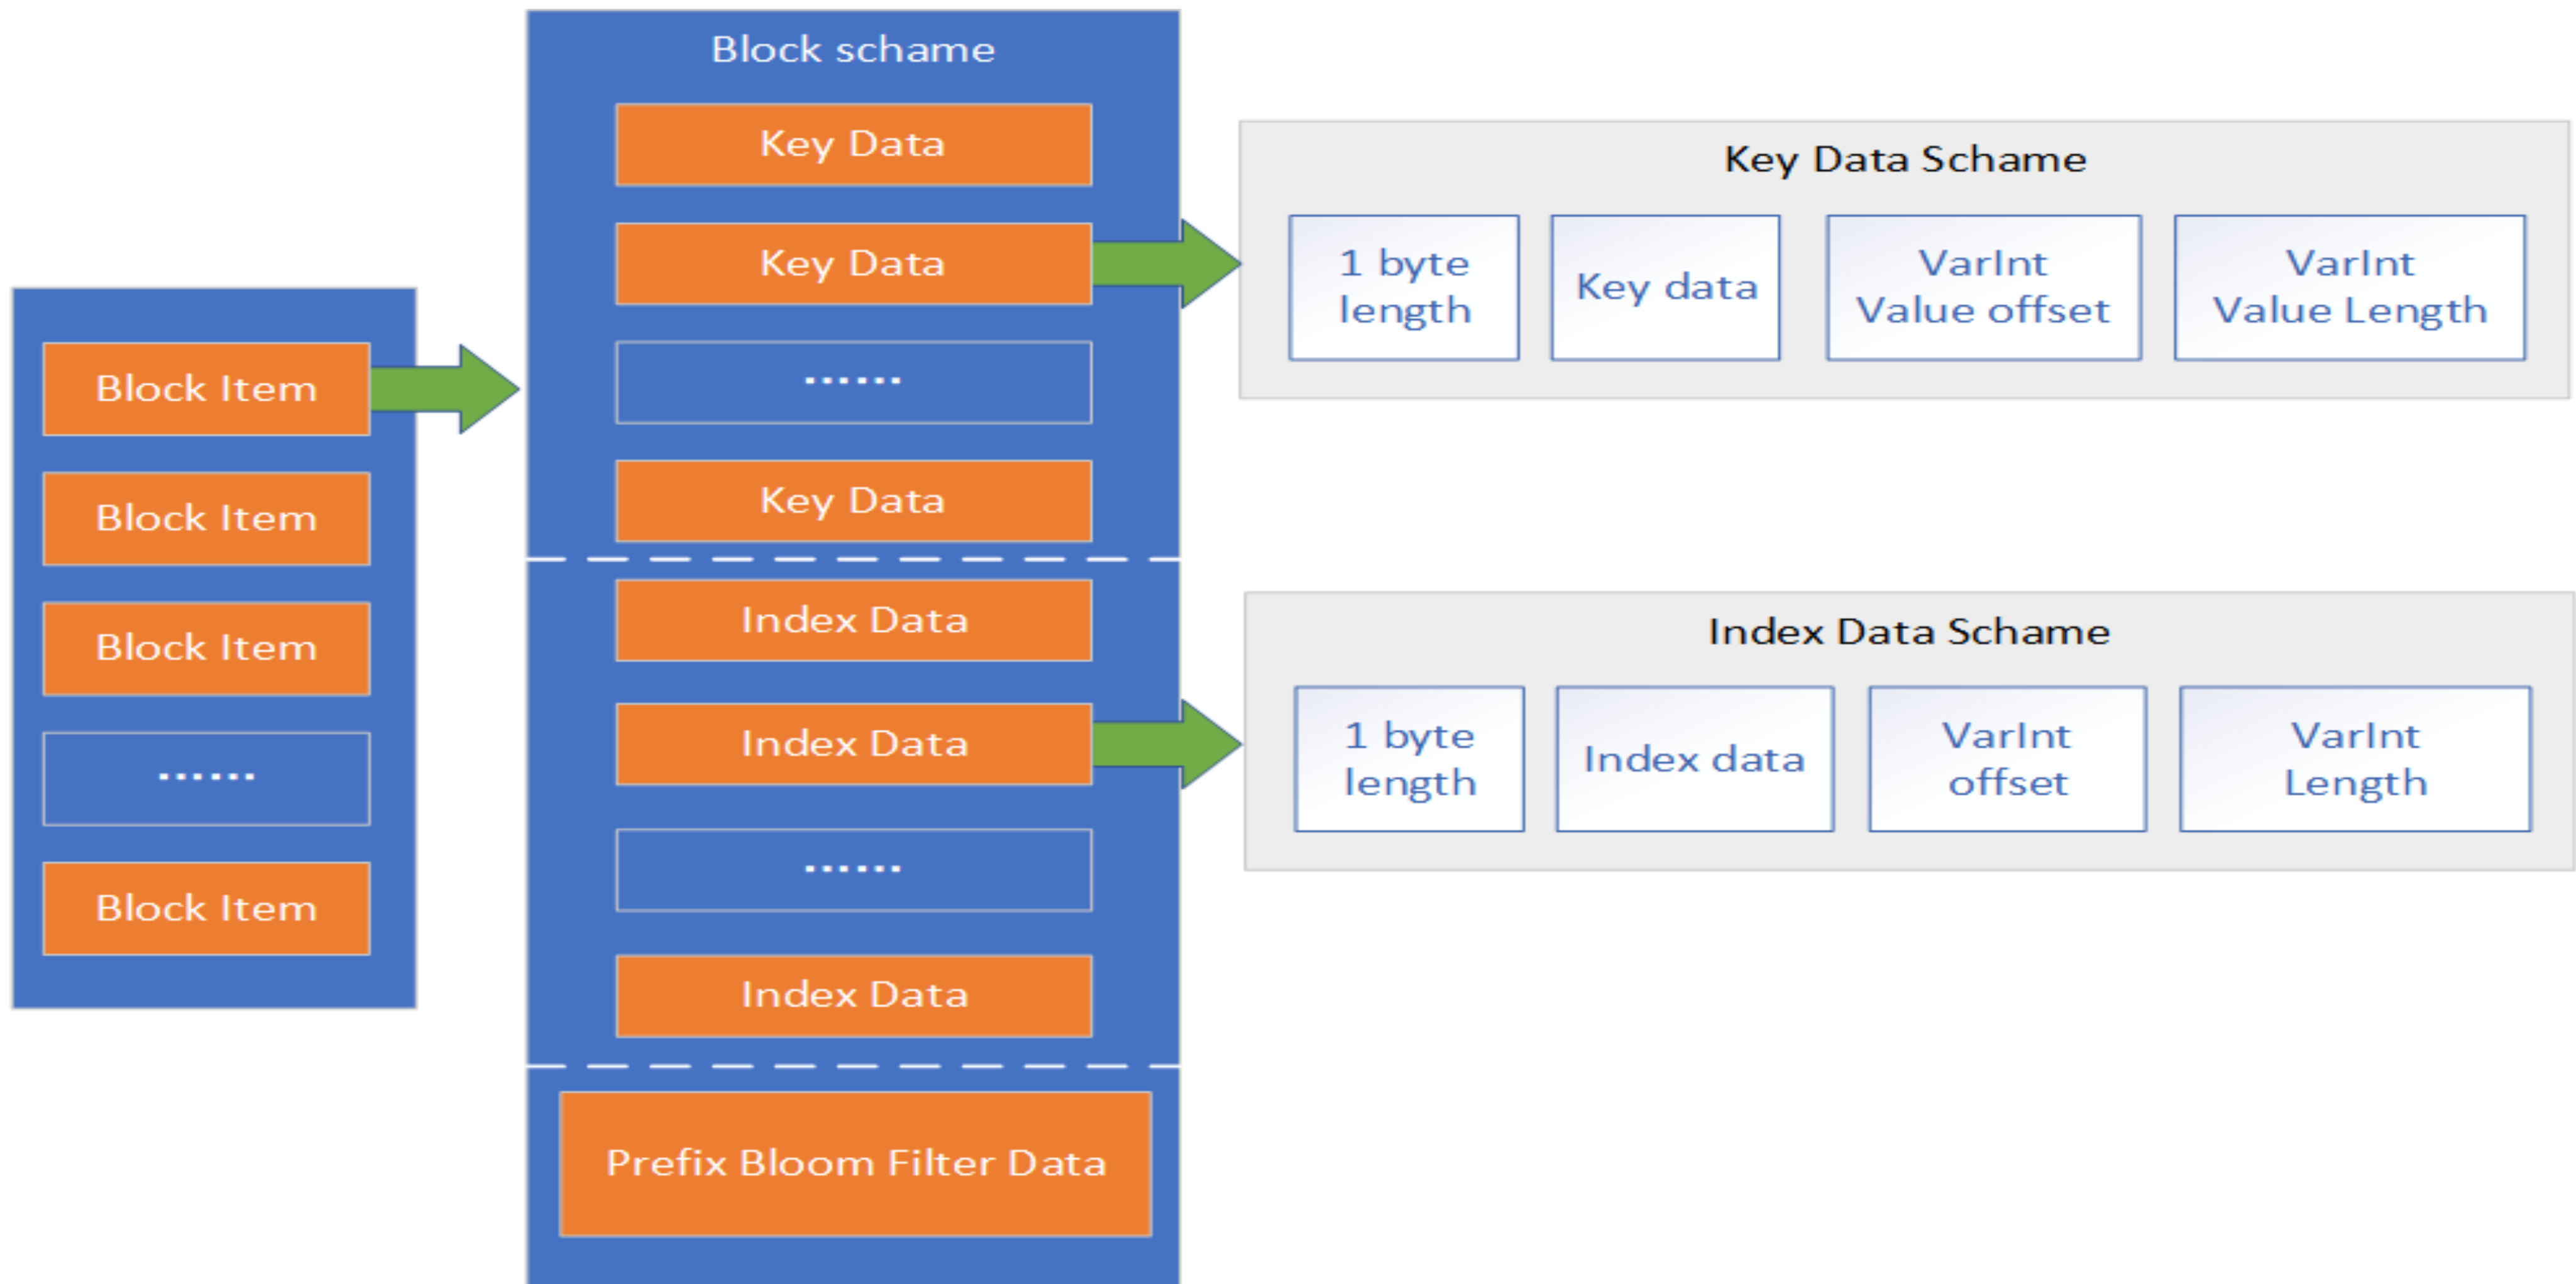 Block Item
Block Item
Block Item
......
Block Item
Block schame
Key Data
Key Data
......
Key Data
Index Data
Index Data
......
Index Data
Prefix Bloom Filter Data
Key Data Schame
1 byte
length
Key data
VarInt
Value offset
VarInt
Value Length
Index Data Schame
1 byte
length
Index data
VarInt
offset
VarInt
Length